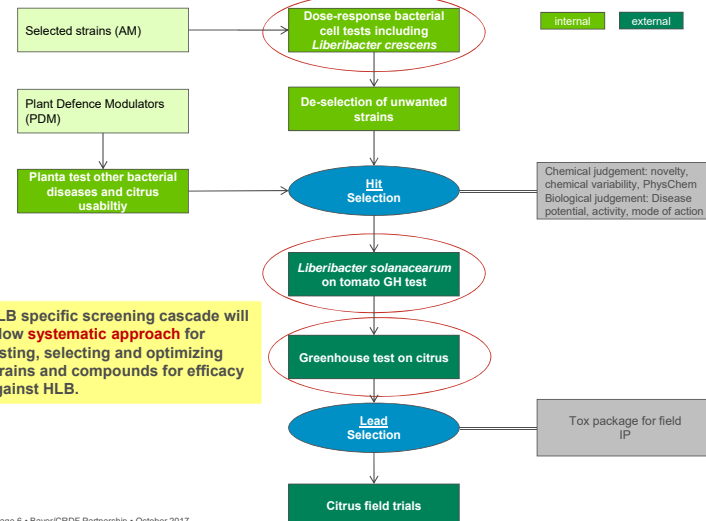 Selected strains (AM)
Dose-response bacterial
cell tests including
Liberibacter crescens
internal
external
Plant Defence Modulators
(PDM)
De-selection of unwanted
strains
Planta test other bacterial
diseases and citrus
usabiltiy
Hit
Selection
Chemical judgement: novelty,
chemical variability, PhysChem
Biological judgement: Disease
potential, activity, mode of action
Liberibacter solanacearum
on tomato GH test
LB specific screening cascade will
low systematic approach for
sting, selecting and optimizing
rains and compounds for efficacy
gainst HLB.
Greenhouse test on citrus
Lead
Selection
Tox package for field
IP
Citrus field trials
Page 6 • Bayer/CRDF Partnership • October 2017